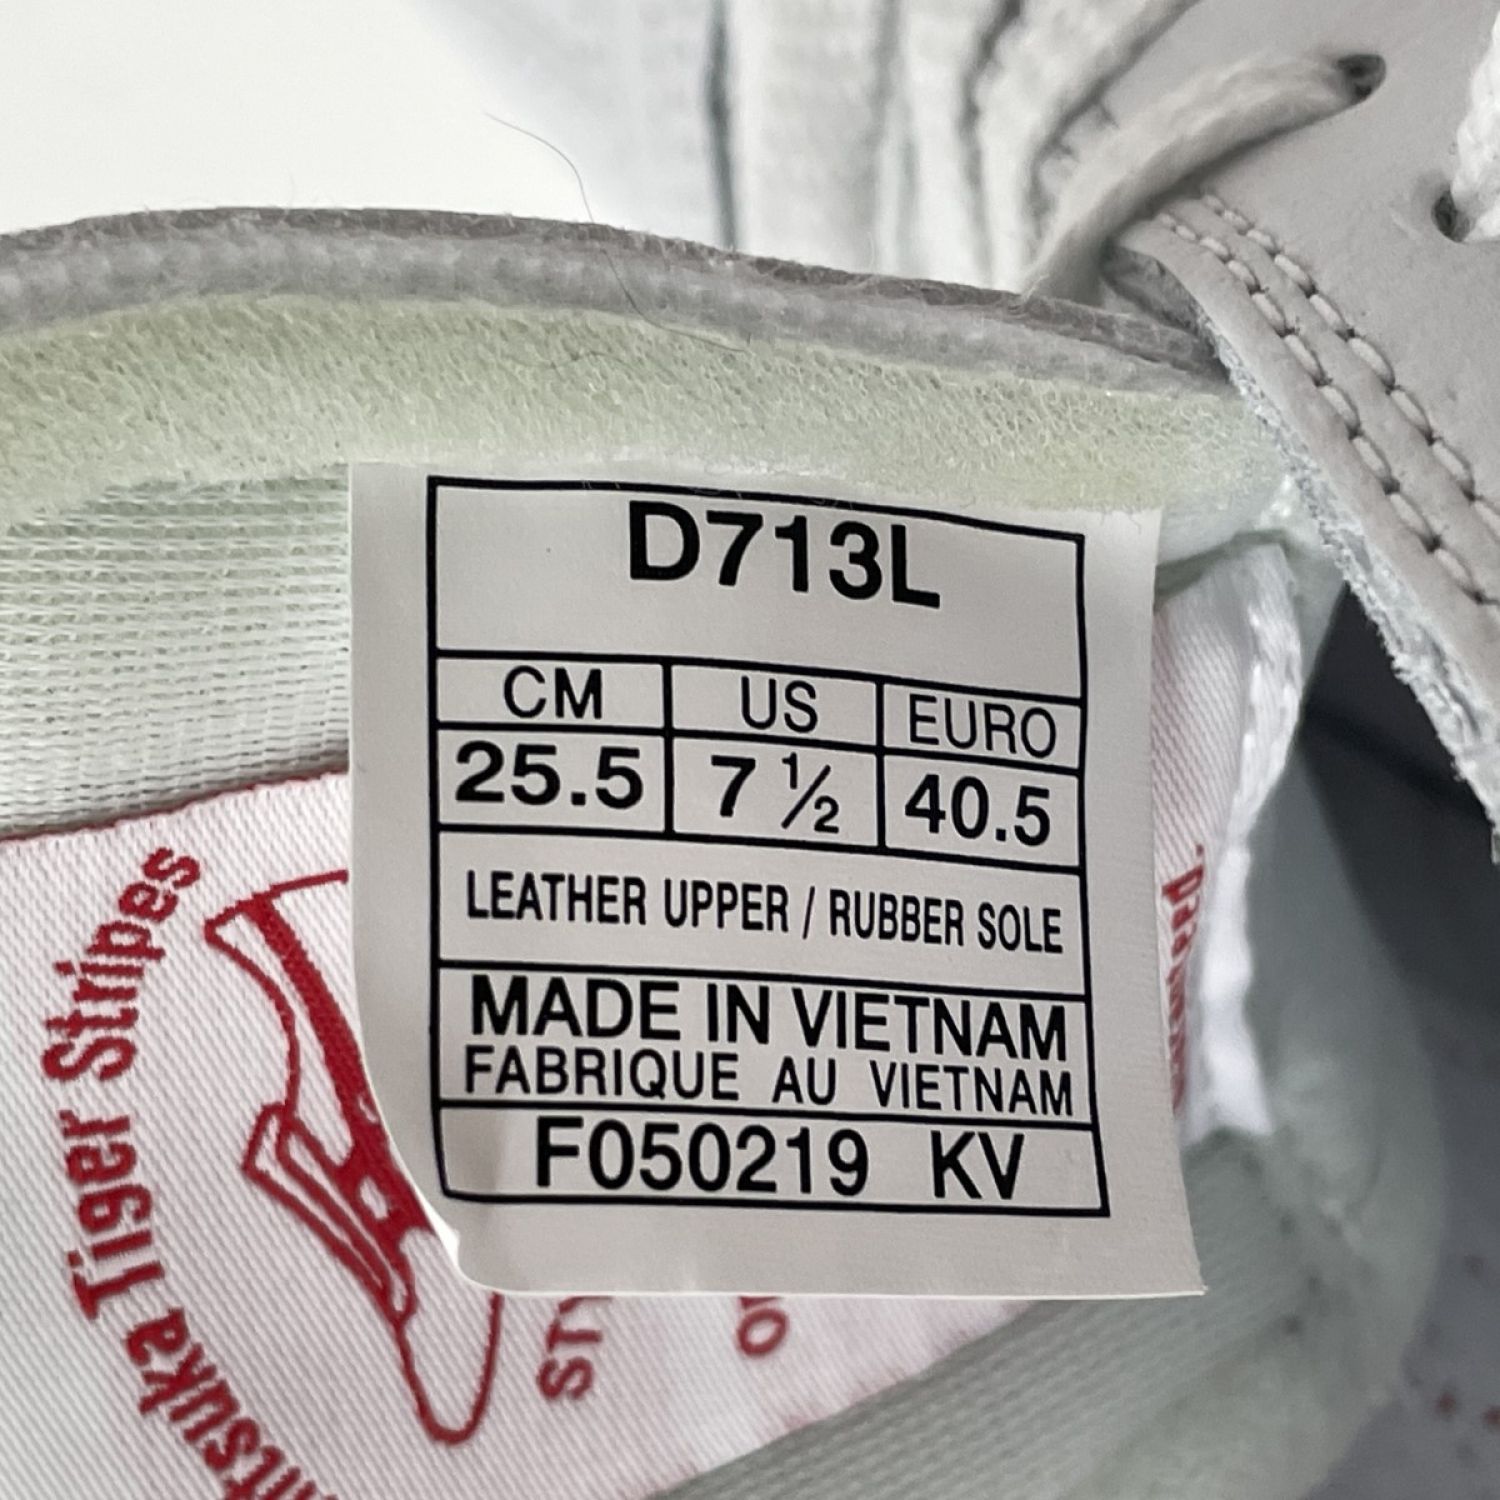 D713L
CM US EURO
25.5 7 ½ 40.5
LEATHER UPPER / RUBBER SOLE
MADE IN VIETNAM
FABRIQUE AU VIETNAM
F050219 KV
Tiger Stripes
Tiger